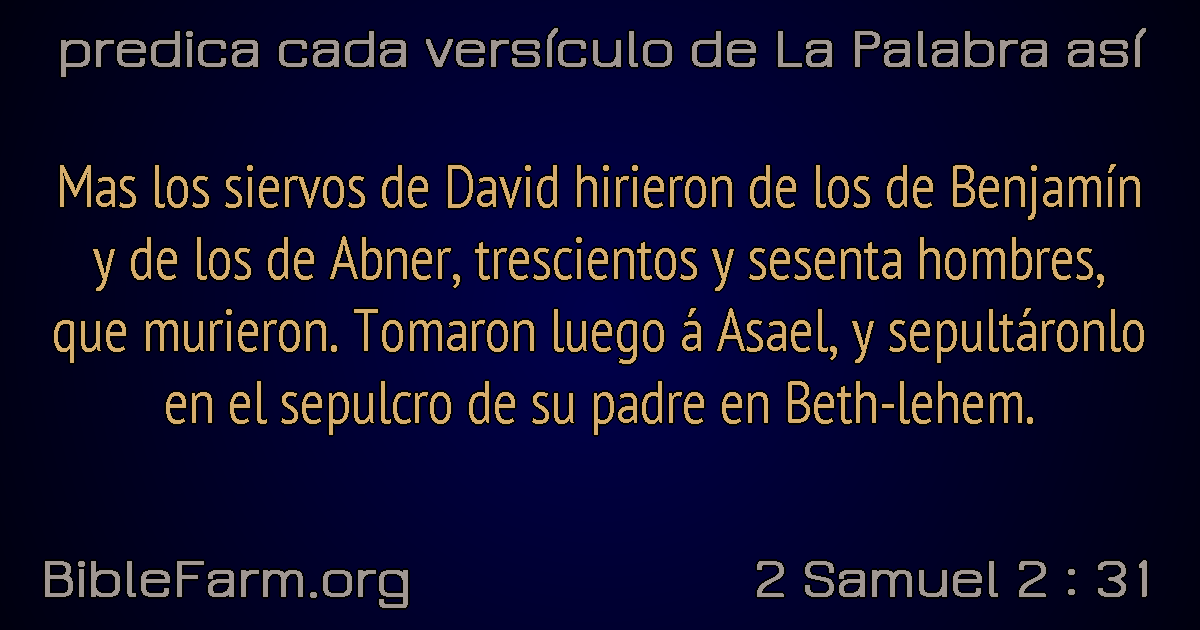 predica cada versículo de La Palabra así
Mas los siervos de David hirieron de los de Benjamín
y de los de Abner, trescientos y sesenta hombres,
que murieron. Tomaron luego á Asael, y sepultáronlo
en el sepulcro de su padre en Beth-lehem.
BibleFarm.org
2 Samuel 2 : 31